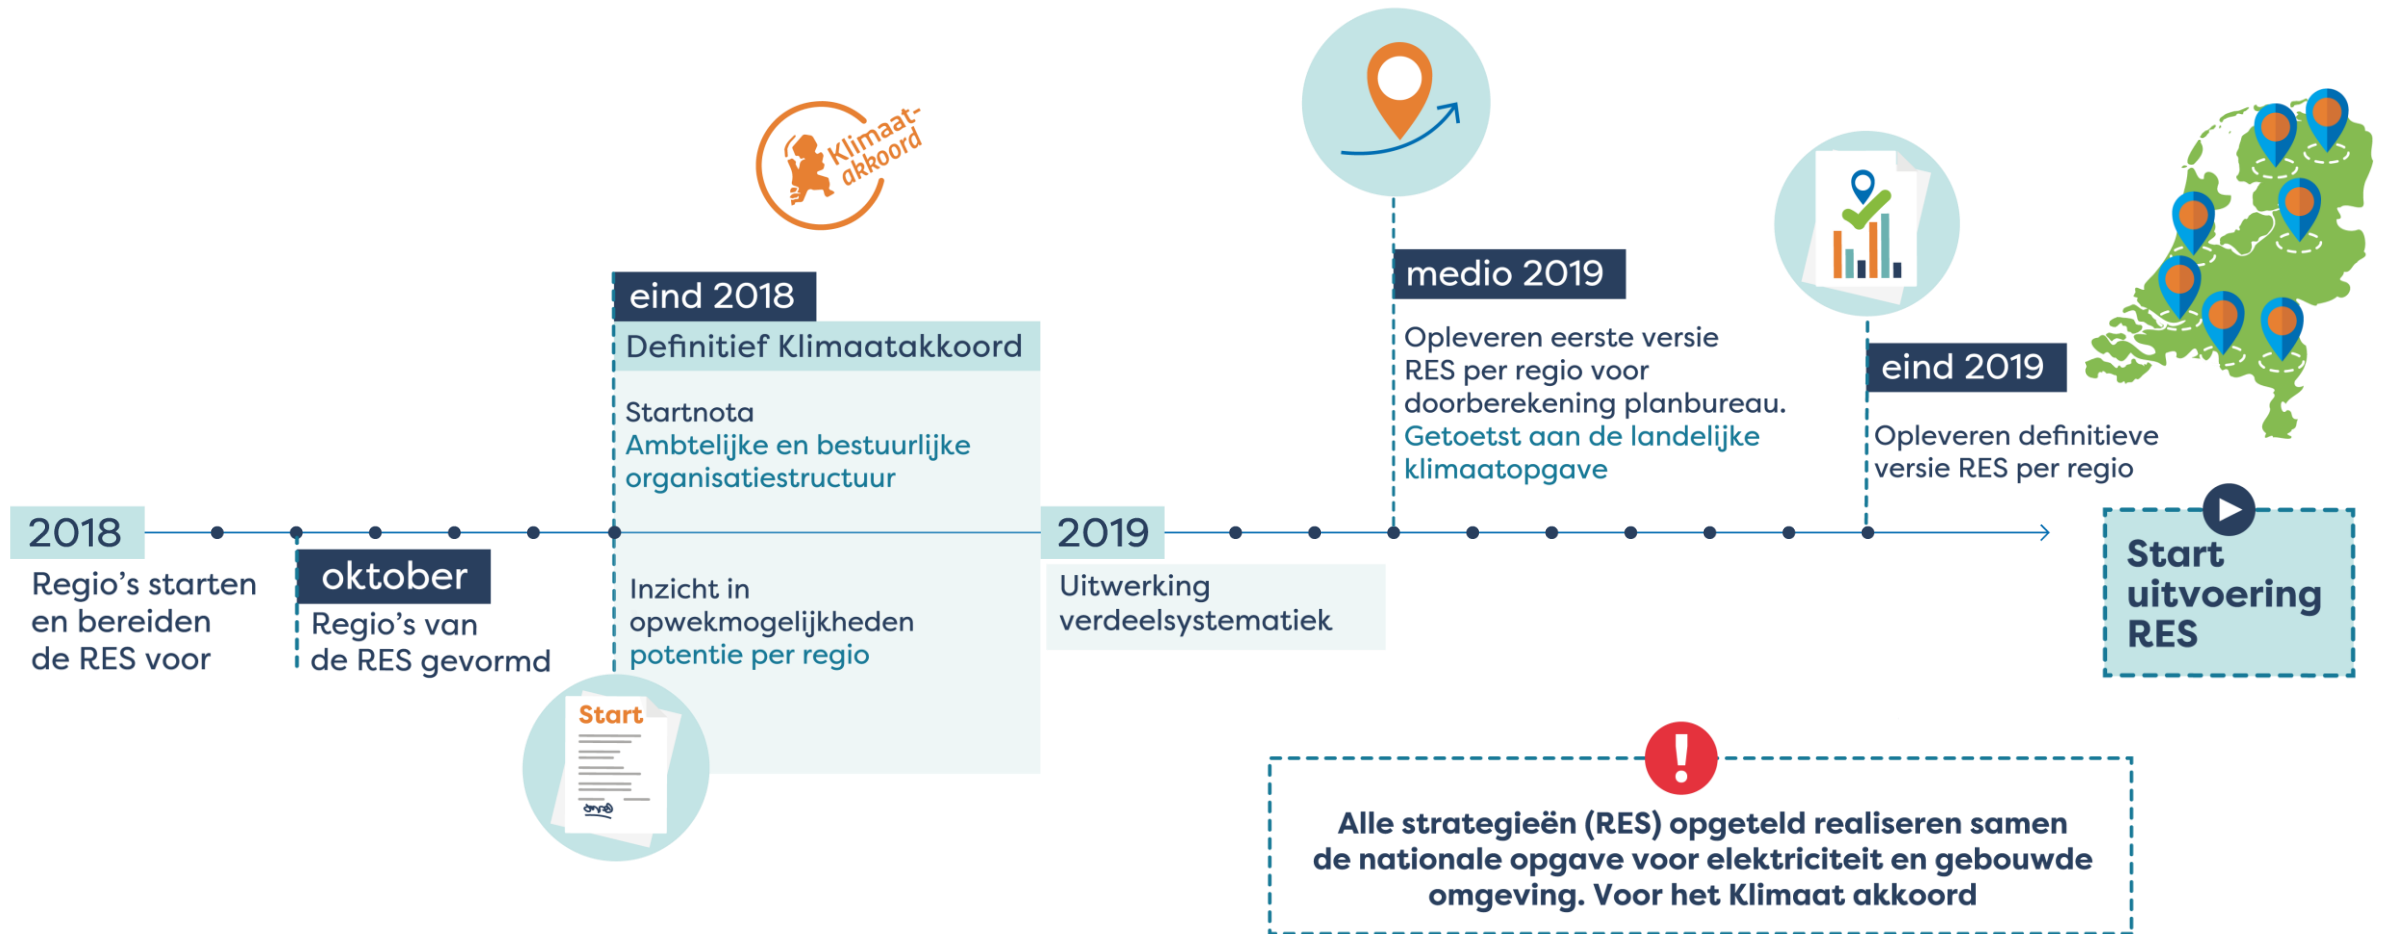 2018
Regio's starten
en bereiden
de RES voor
oktober
Regio's van
de RES gevormd
Klimaat-
akkoord
eind 2018
Definitief Klimaatakkoord
Startnota
Ambtelijke en bestuurlijke
organisatiestructuur
Inzicht in
opwekmogelijkheden
potentie per regio
Start
2019
Uitwerking
verdeelsystematiek
medio 2019
Opleveren eerste versie
RES per regio voor
doorberekening planbureau.
Getoetst aan de landelijke
klimaatopgave
eind 2019
Opleveren definitieve
versie RES per regio
Start
uitvoering
RES
!
Alle strategieën (RES) opgeteld realiseren samen
de nationale opgave voor elektriciteit en gebouwde
omgeving. Voor het Klimaat akkoord